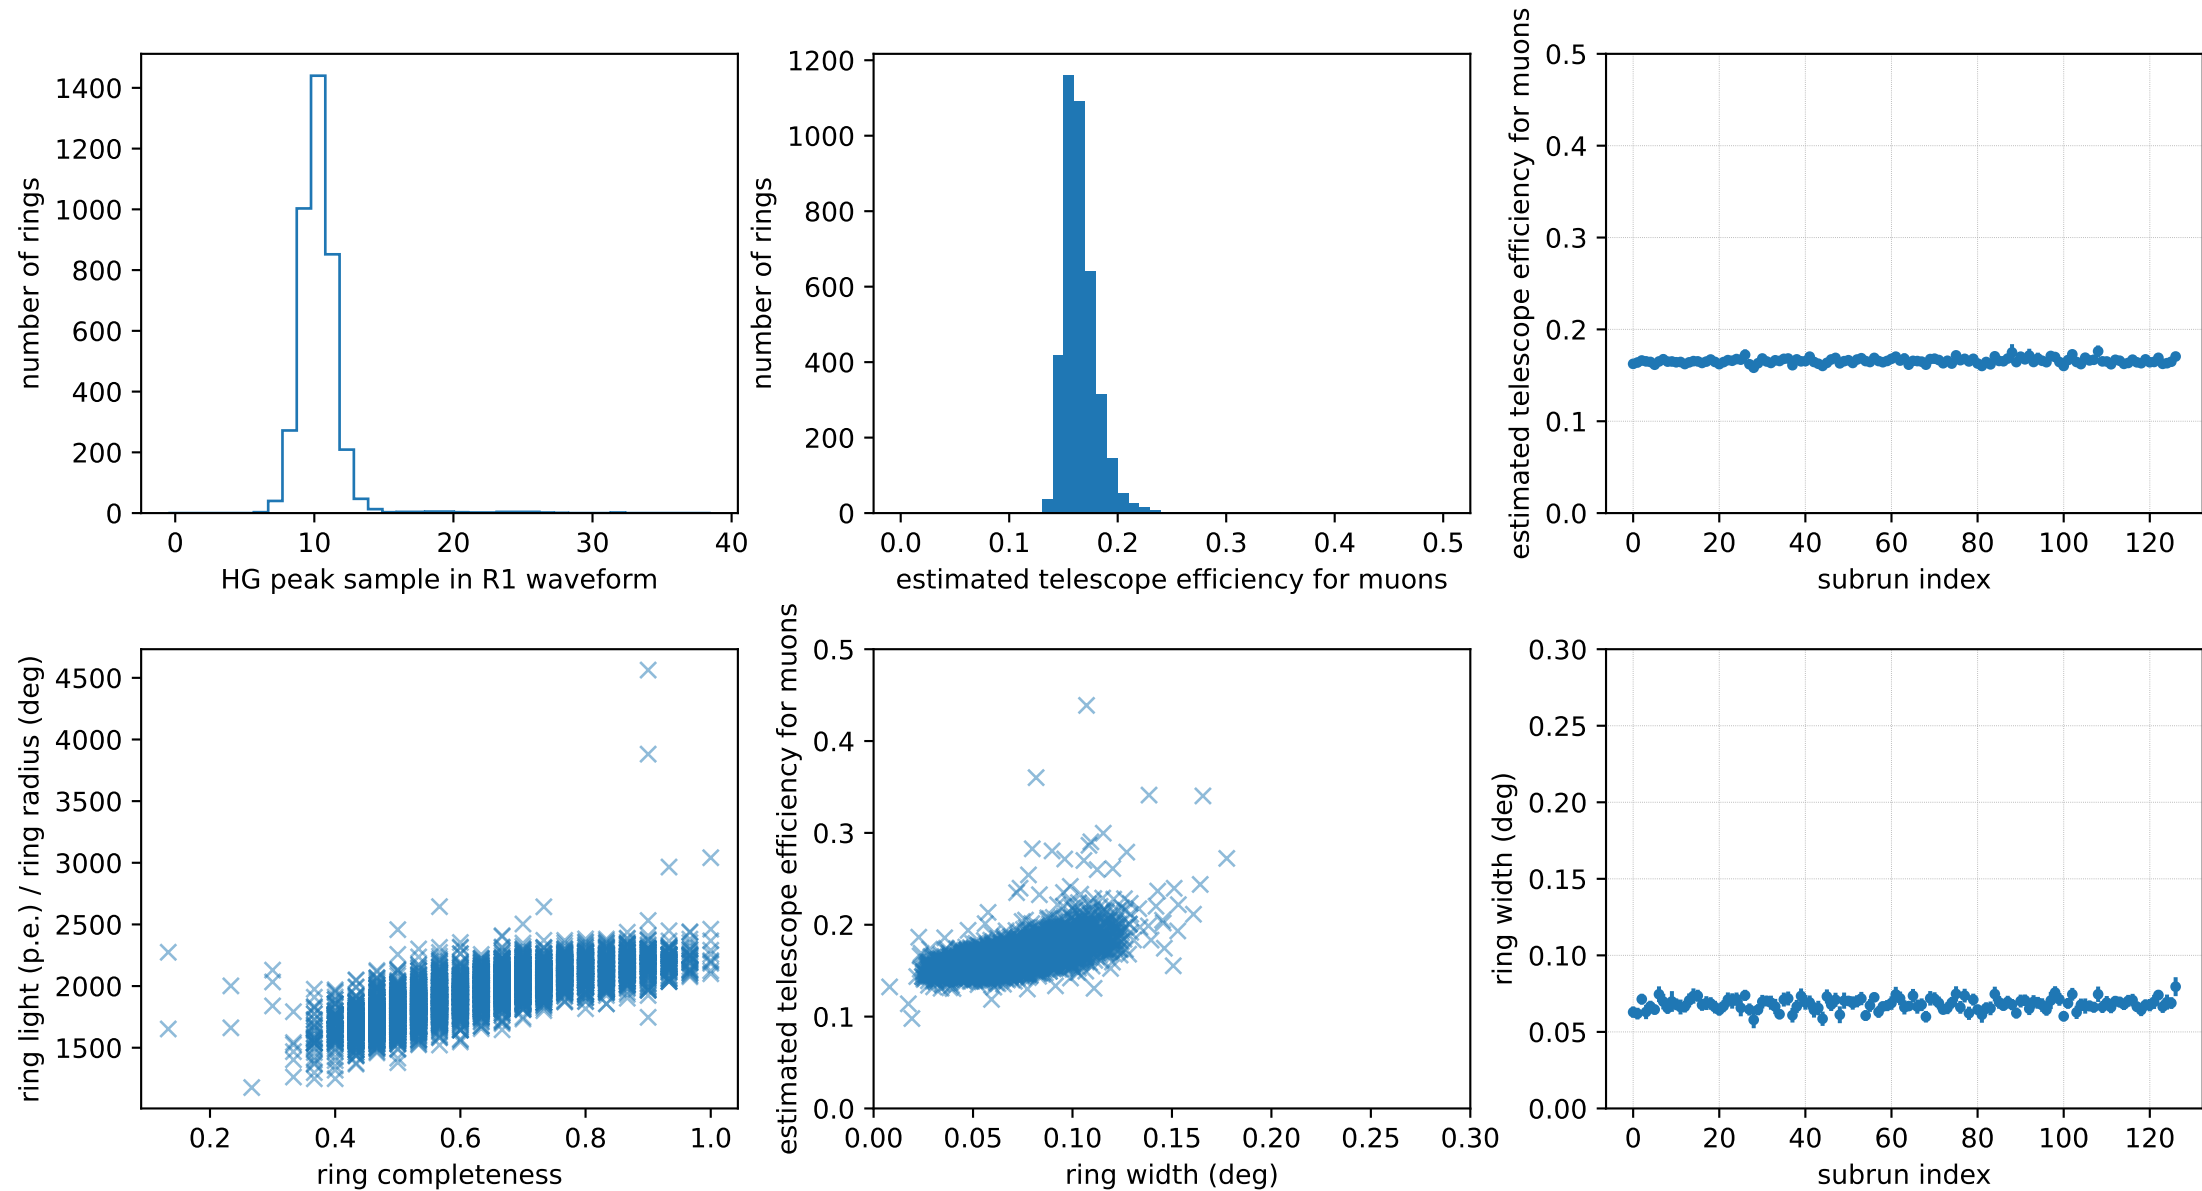 number of rings
1400
1200
1000
800
600
400
200
0
0 10 20 30 40
HG peak sample in R1 waveform
number of rings
1200
1000
800
600
400
200
0
0.0 0.1 0.2 0.3 0.4 0.5
estimated telescope efficiency for muons
estimated telescope efficiency for muons
0.5
0.4
0.3
0.2
0.1
0.0
0 20 40 60 80 100 120
subrun index
ring light (p.e.) / ring radius (deg)
4500
4000
3500
3000
2500
2000
1500
0.2 0.4 0.6 0.8 1.0
ring completeness
estimated telescope efficiency for muons
0.5
0.4
0.3
0.2
0.1
0.0
0.00 0.05 0.10 0.15 0.20 0.25 0.30
ring width (deg)
ring width (deg)
0.30
0.25
0.20
0.15
0.10
0.05
0.00
0 20 40 60 80 100 120
subrun index